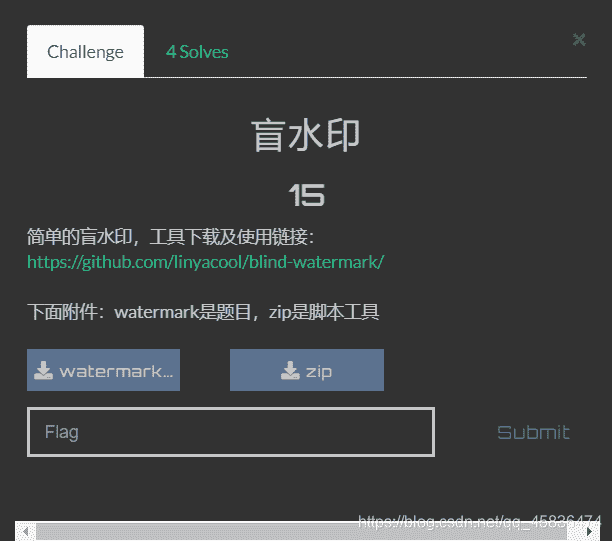 Challenge
4 Solves
×
盲水印
15
简单的盲水印，工具下载及使用链接：
https://github.com/linyacool/blind-watermark/
下面附件：watermark是题目，zip是脚本工具
watermark...
zip
Flag
Submit
https://blog.csdn.net/qq_45836474